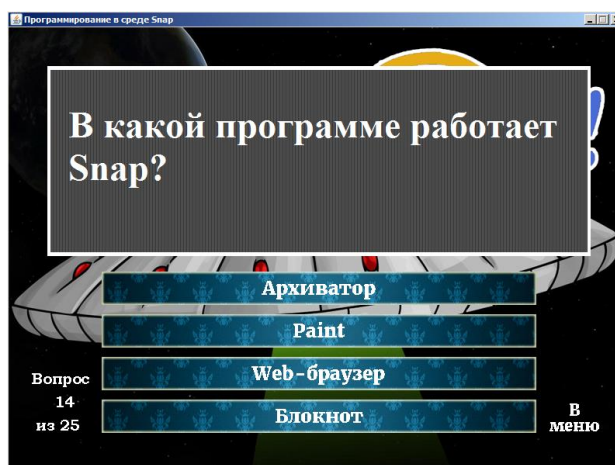 Программирование в среде Snap
В какой программе работает
Snap?
Архиватор
Paint
Web-браузер
Блокнот
Вопрос
14
из 25
В
меню